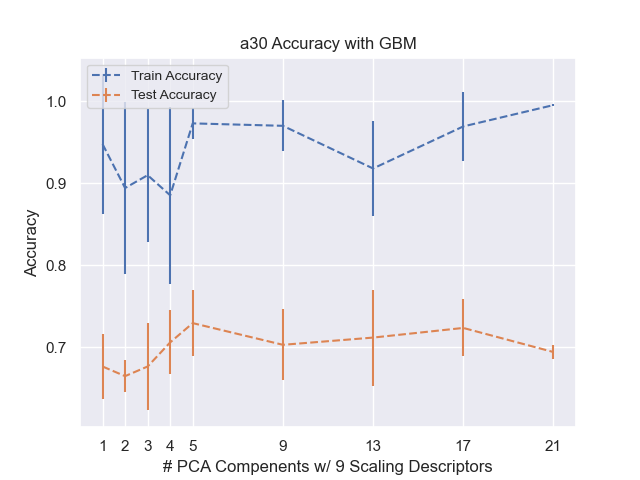 a30 Accuracy with GBM
Train Accuracy
Test Accuracy
1.0
0.9
0.8
0.7
Accuracy
1 2 3 4 5 9 13 17 21
# PCA Compenents w/ 9 Scaling Descriptors